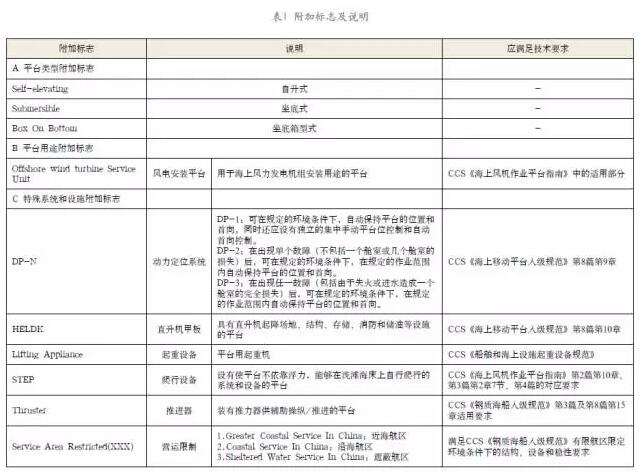 表1 附加标志及说明
附加标志 说明 应满足技术要求
A 平台类型附加标志
Self-elevating 自升式 -
Submersible 坐底式 -
Box On Bottom 坐底箱型式 -
B 平台用途附加标志
Offshore wind turbine Service Unit 风电安装平台 用于海上风力发电机组安装用途的平台 CCS《海上风机作业平台指南》中的适用部分
C 特殊系统和设施附加标志
DP-N 动力定位系统
DP-1：可在规定的环境条件下，自动保持平台的位置和
首向，同时还应设有独立的集中手动平台位控制和自动
首向控制。
DP-2：在出现单个故障（不包括一个舱室或几个舱室的
损失）后，可在规定的环境条件下，在规定的作业范围
内自动保持平台的位置和首向。
DP-3：在出现任一故障（包括由于失火或进水造成一个
舱室的完全损失）后，可在规定的环境条件下，在规定
的作业范围内自动保持平台的位置和首向。
CCS《海上移动平台入级规范》第8篇第9章
HELDK 直升机甲板
具有直升机起降场地、结构、存储、消防和储油等设施
的平台
CCS《海上移动平台入级规范》第8篇第10章
Lifting Appliance 起重设备 平台用起重机 CCS《船舶和海上设施起重设备规范》
STEP 爬行设备
设有使平台不依靠浮力，能够在浅滩海床上自行爬行的
系统和设备的平台
CCS《海上风机作业平台指南》第2篇第10章、
第3篇第2章7节、第4篇的对应要求
Thruster 推进器 装有推力器供辅助操纵/推进的平台
CCS《钢质海船入级规范》第3篇及第8篇第15
章适用要求
Service Area Restricted(XXX) 营运限制
1.Greater Coastal Service In China；近海航区
2.Coastal Service In China；沿海航区
3.Sheltered Water Service In China；遮蔽航区
满足CCS《钢质海船入级规范》有限航区限定
环境下的结构、设备和稳性要求